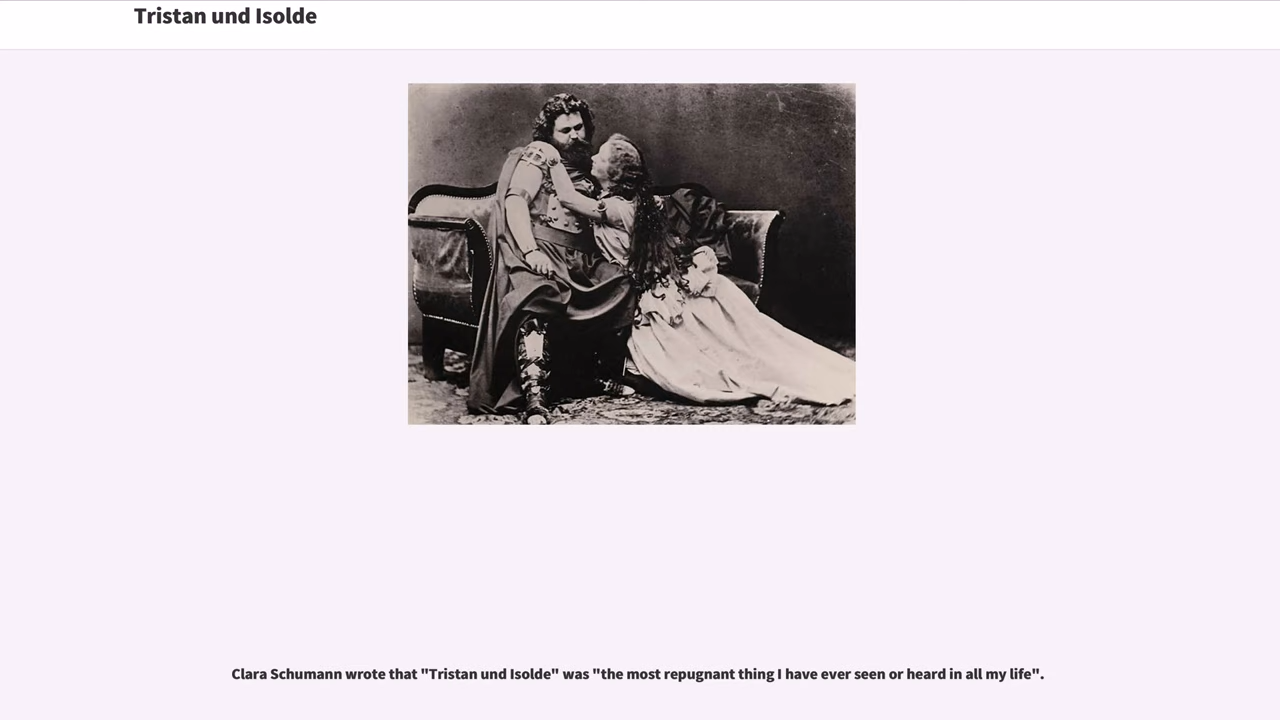 Tristan und Isolde
Clara Schumann wrote that "Tristan und Isolde" was "the most repugnant thing I have ever seen or heard in all my life".